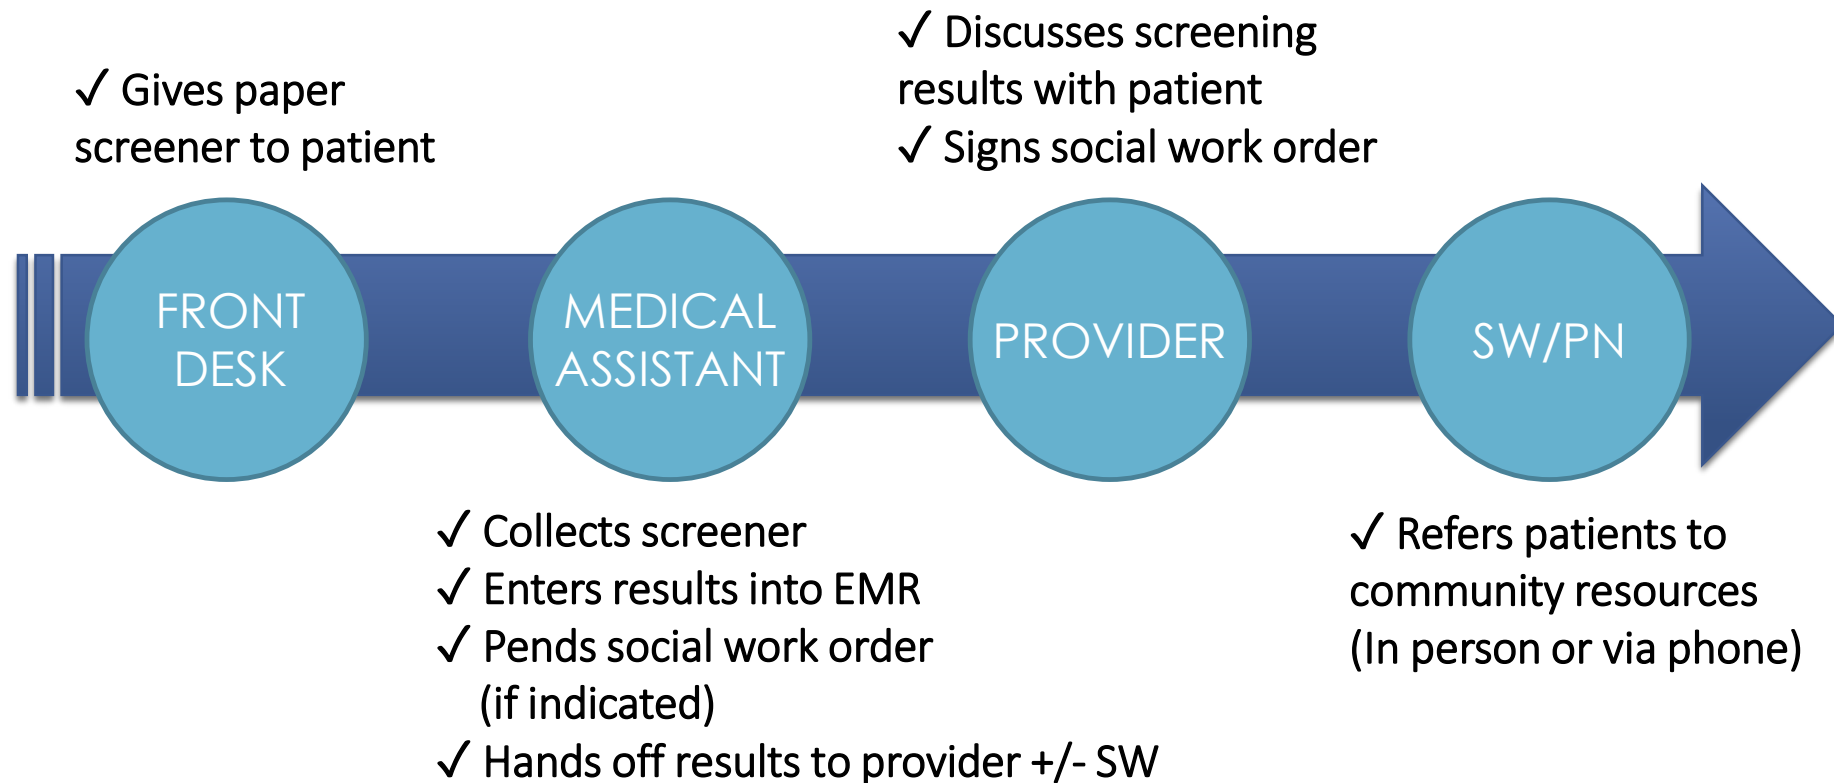 ✓ Gives paper
screener to patient
FRONT
DESK
MEDICAL
ASSISTANT
✓ Collects screener
✓ Enters results into EMR
✓ Pends social work order
(if indicated)
✓ Hands off results to provider +/- SW
✓ Discusses screening
results with patient
✓ Signs social work order
PROVIDER
SW/PN
✓ Refers patients to
community resources
(In person or via phone)